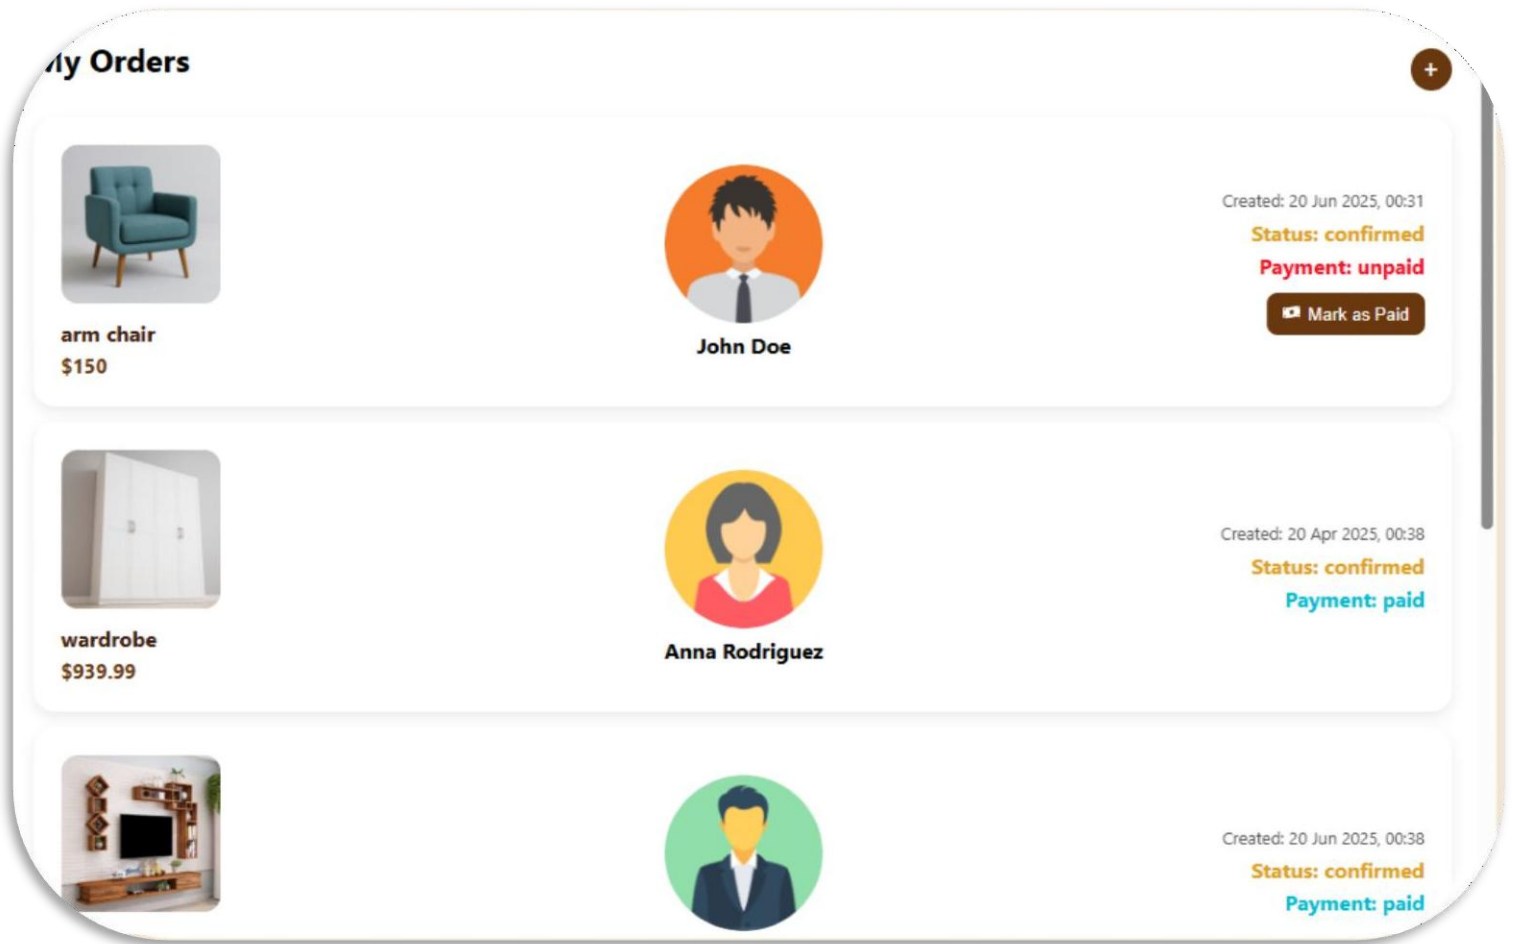 My Orders
+
arm chair
$150
John Doe
Created: 20 Jun 2025, 00:31
Status: confirmed
Payment: unpaid
Mark as Paid
wardrobe
$939.99
Anna Rodriguez
Created: 20 Apr 2025, 00:38
Status: confirmed
Payment: paid
Created: 20 Jun 2025, 00:38
Status: confirmed
Payment: paid